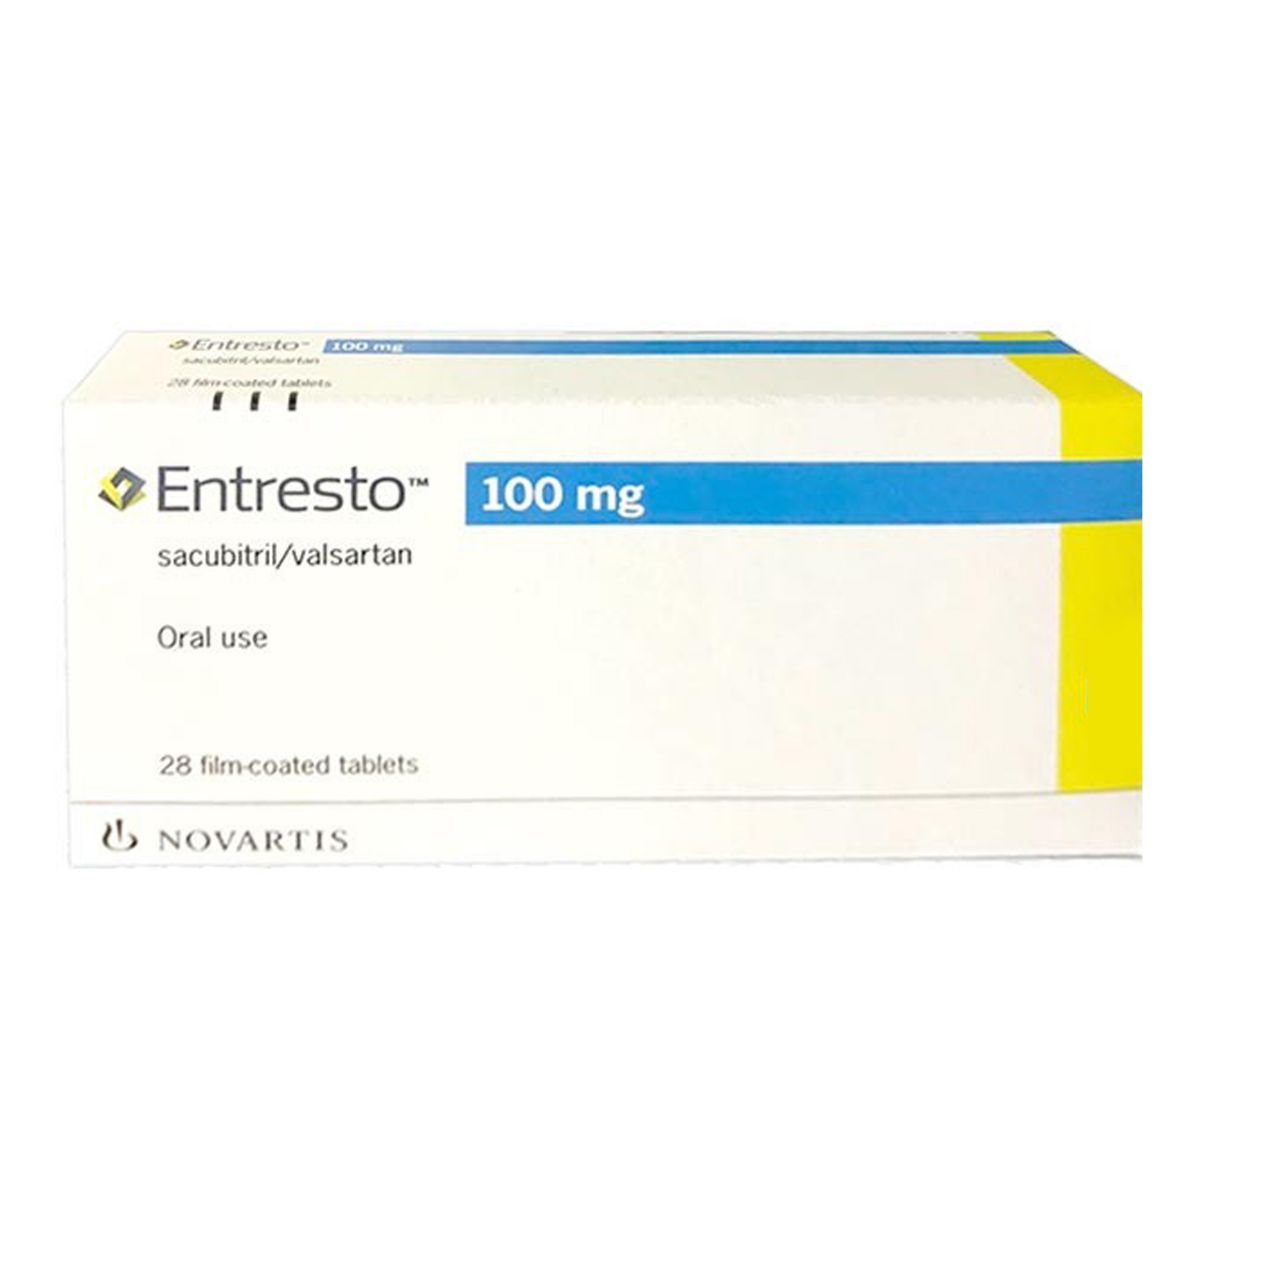 Entresto™ 100 mg
sacubitril/valsartan
28 film-coated tablets
Entresto™ 100 mg
sacubitril/valsartan
Oral use
28 film-coated tablets
NOVARTIS